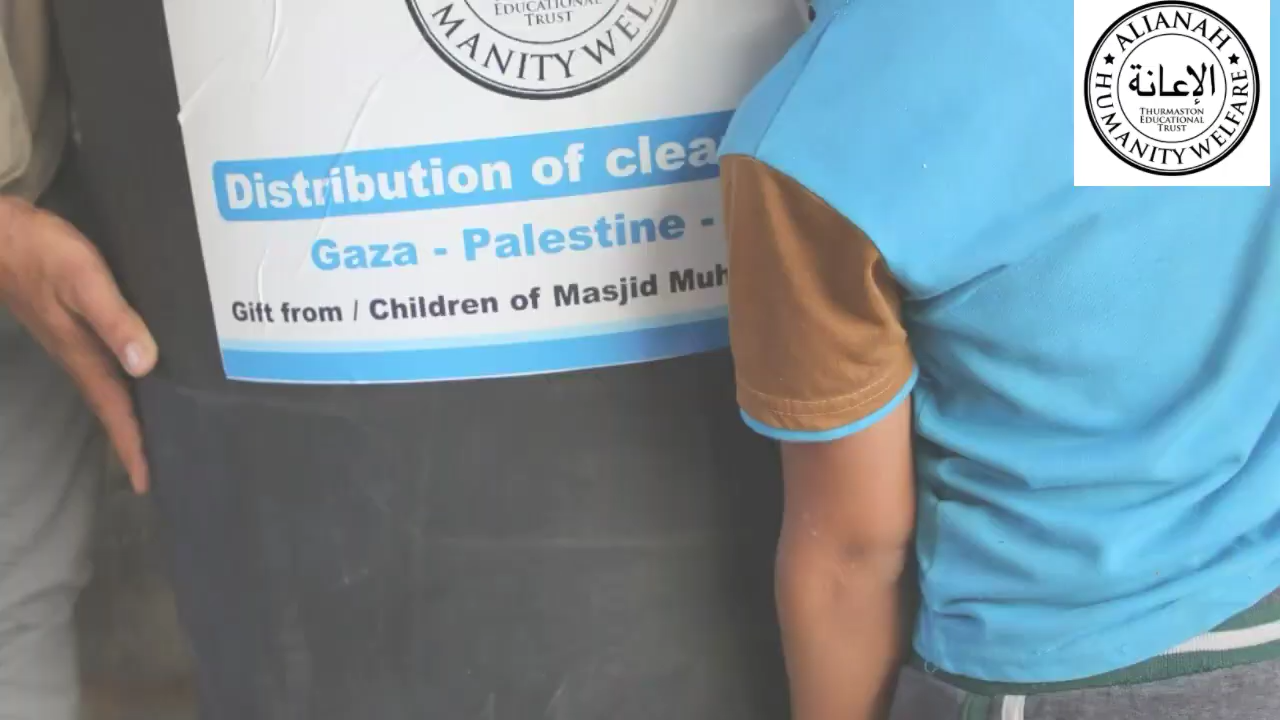 EDUCATIONAL
TRUST
MANITY WEL
Distribution of clea
Gaza - Palestine -
Gift from / Children of Masjid Muh
ALIANAH
الإعانة
THURMASTON
EDUCATIONAL
TRUST
HUMANITY WELFARE